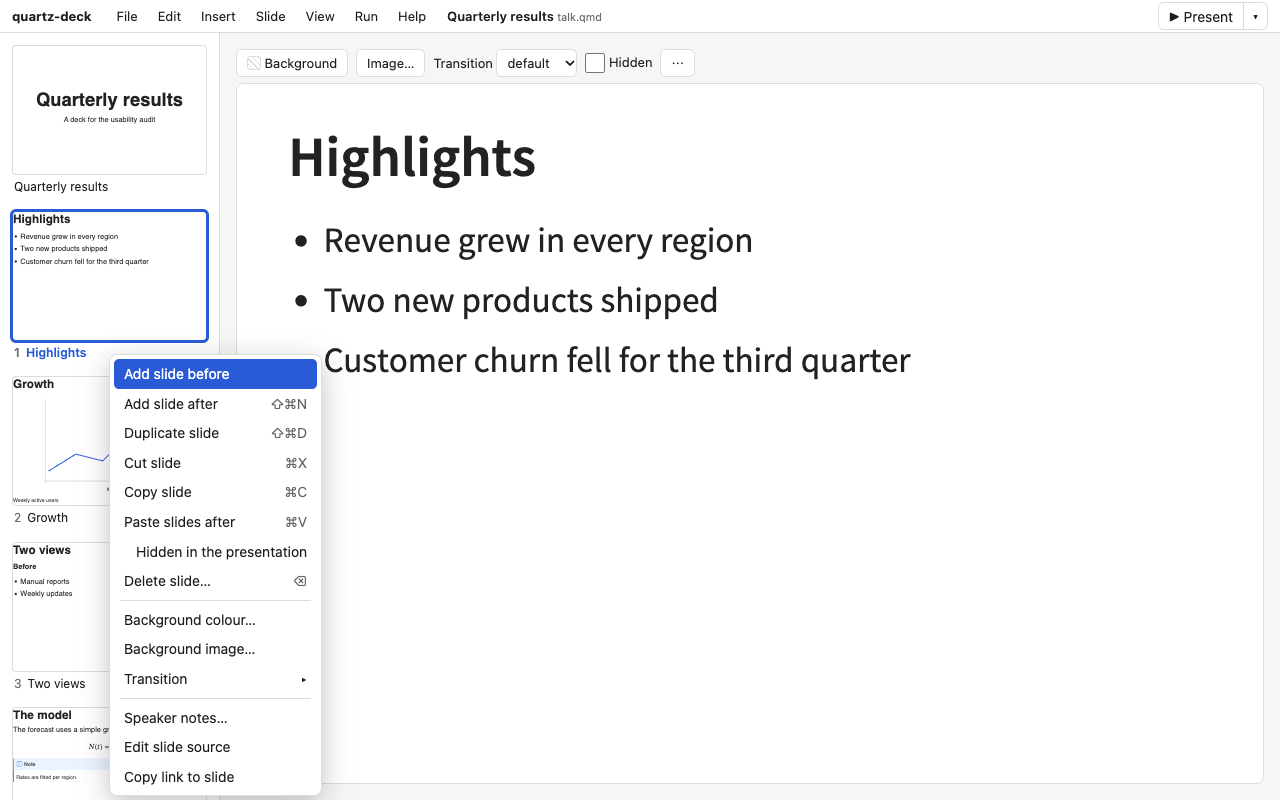 quartz-deck File Edit Insert Slide View Run Help Quarterly results talk.qmd ▶ Present ▾
Background Image... Transition default Hidden ⋯
Quarterly results
A deck for the usability audit
Quarterly results
Highlights
• Revenue grew in every region
• Two new products shipped
• Customer churn fell for the third quarter
1 Highlights
Growth
Weekly active users
2 Growth
Two views
Before
• Manual reports
• Weekly updates
3 Two views
The model
The forecast uses a simple
N(t) =
Note
Rates are fitted per region.
Add slide before
Add slide after ⇧⌘N
Duplicate slide ⇧⌘D
Cut slide ⌘X
Copy slide ⌘C
Paste slides after ⌘V
Hidden in the presentation
Delete slide... ⌫
Background colour...
Background image...
Transition ▸
Speaker notes...
Edit slide source
Copy link to slide
Highlights
• Revenue grew in every region
• Two new products shipped
Customer churn fell for the third quarter